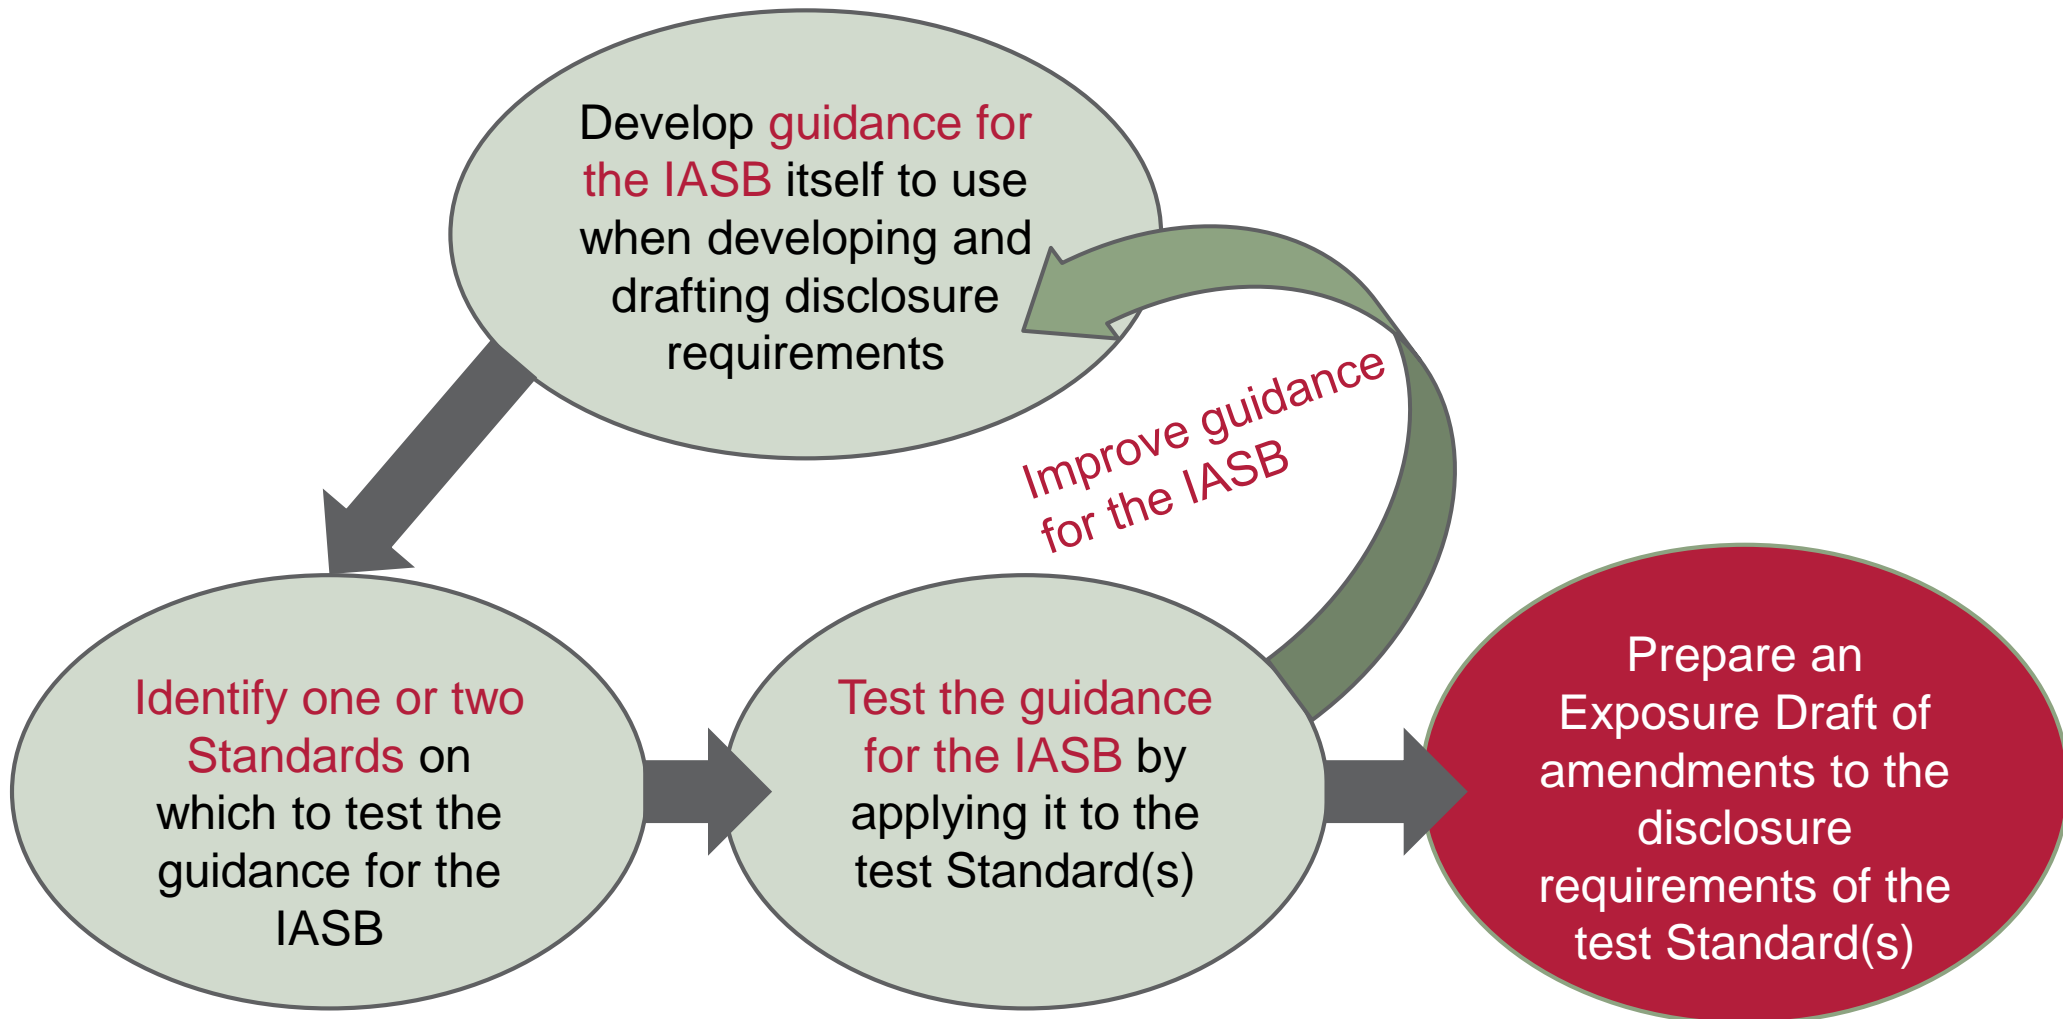 Develop guidance for
the IASB itself to use
when developing and
drafting disclosure
requirements
Improve guidance
for the IASB
Identify one or two
Standards on
which to test the
guidance for the
IASB
Test the guidance
for the IASB by
applying it to the
test Standard(s)
Prepare an
Exposure Draft of
amendments to the
disclosure
requirements of the
test Standard(s)